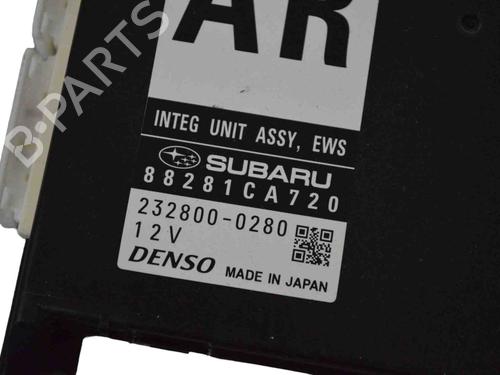 AR
INTEG UNIT ASSY, EWS
SUBARU
88281CA720
232800-0280
12V
DENSO MADE IN JAPAN
B-PARTS